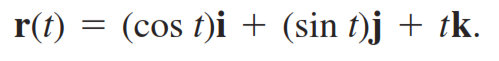 r(t) = (cos t)i + (sin t)j + tk.